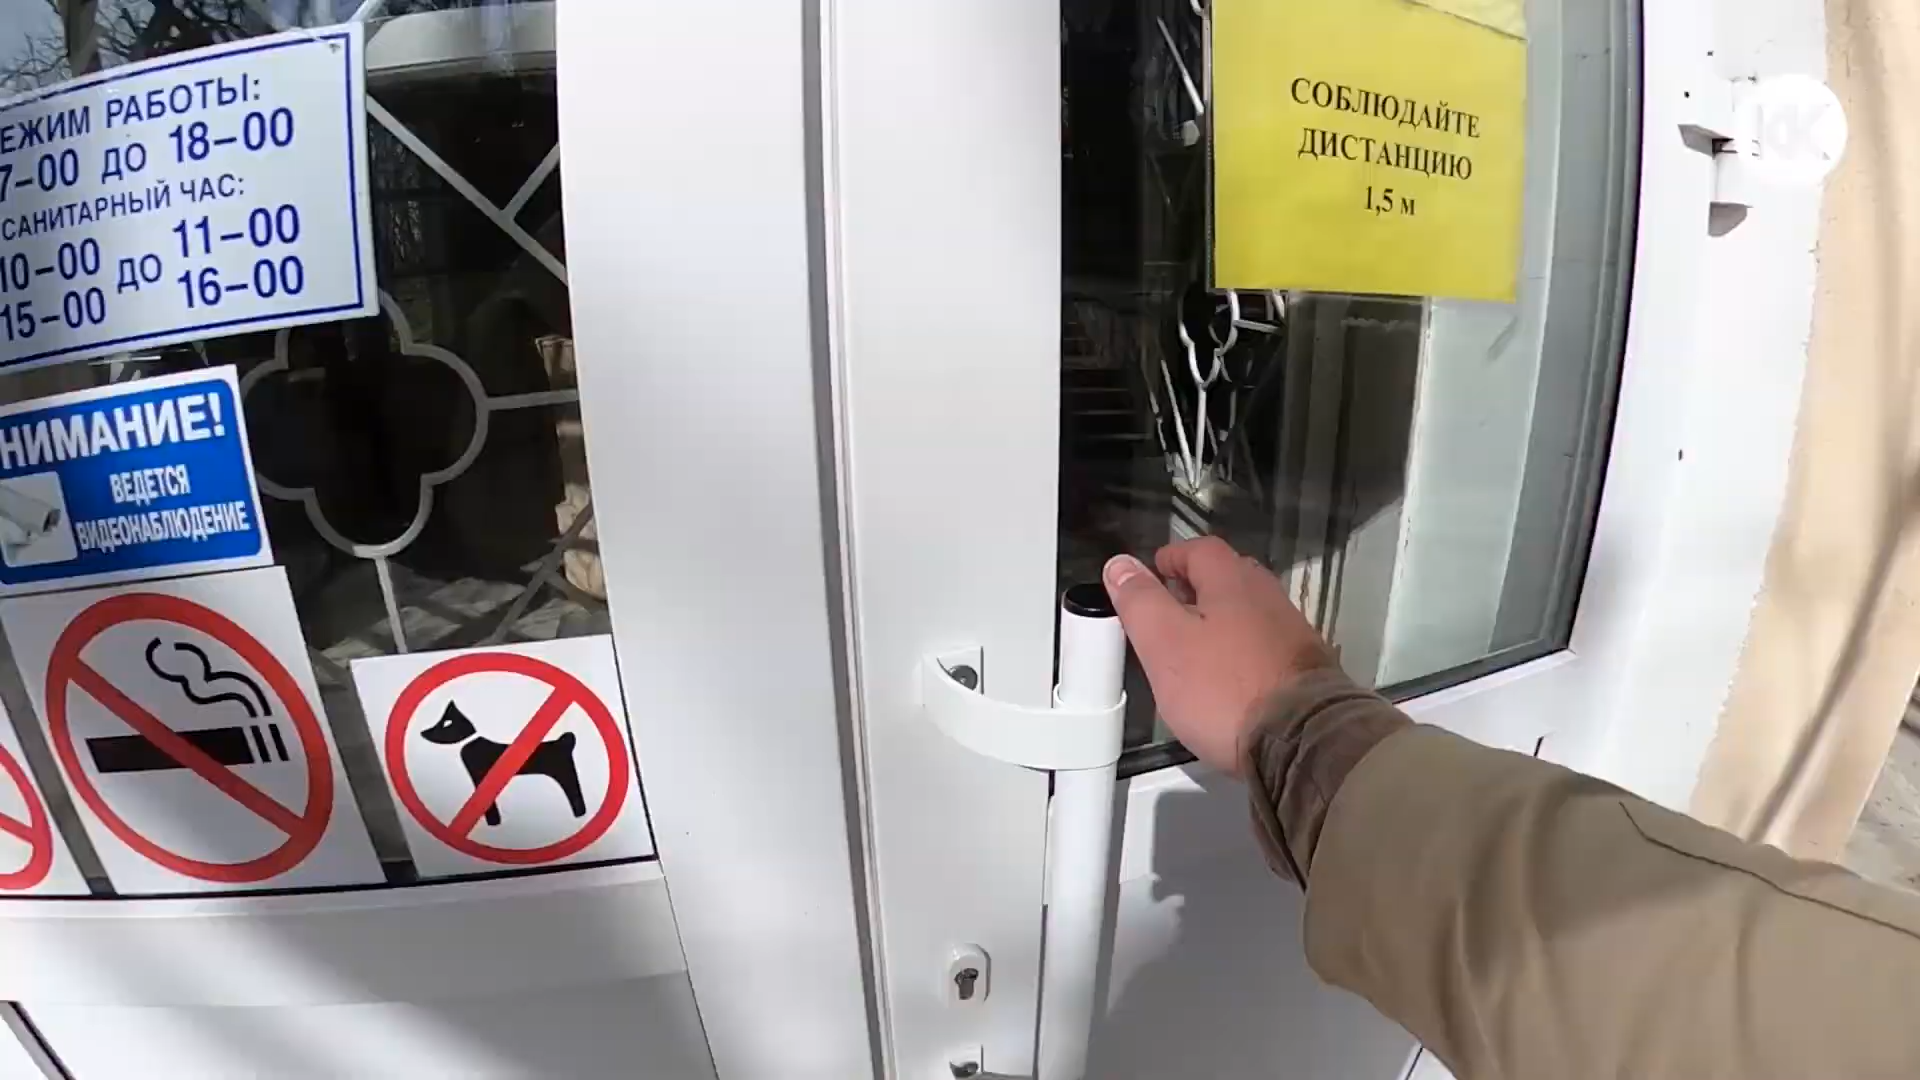 ЕЖИМ РАБОТЫ:
7-00 ДО 18-00
САНИТАРНЫЙ ЧАС:
10-00 ДО 11-00
15-00 16-00
НИМАНИЕ!
ВЕДЕТСЯ
ВИДЕОНАБЛЮДЕНИЕ
СОБЛЮДАЙТЕ
ДИСТАНЦИЮ
1,5 м